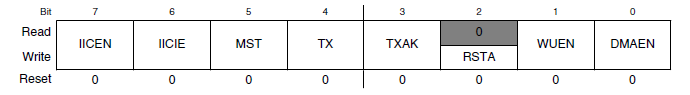 Bit 7 6 5 4 3 2 1 0
Read 0
IICEN IICIE MST TX TXAK WUEN DMAEN
Write RSTA
Reset 0 0 0 0 0 0 0 0